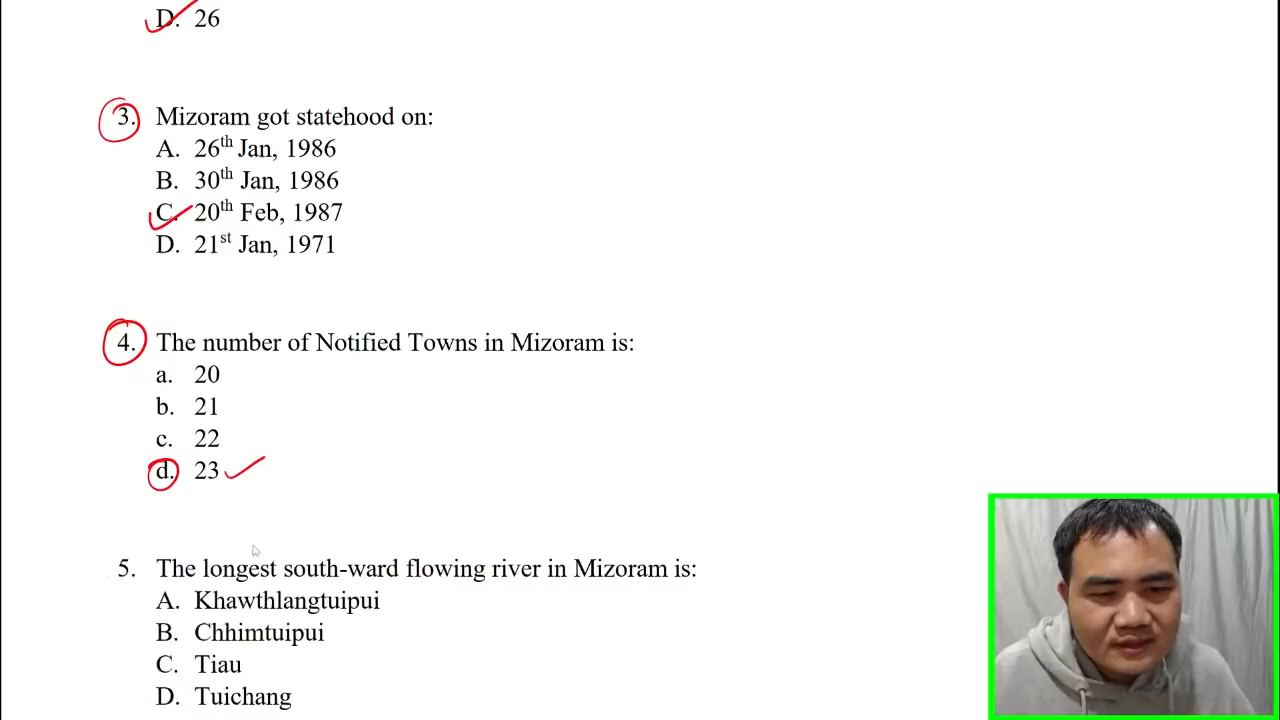 D. 26
3. Mizoram got statehood on:
A. 26th Jan, 1986
B. 30th Jan, 1986
C. 20th Feb, 1987
D. 21st Jan, 1971
4. The number of Notified Towns in Mizoram is:
a. 20
b. 21
c. 22
d. 23
5. The longest south-ward flowing river in Mizoram is:
A. Khawthlangtuipui
B. Chhimtuipui
C. Tiau
D. Tuichang